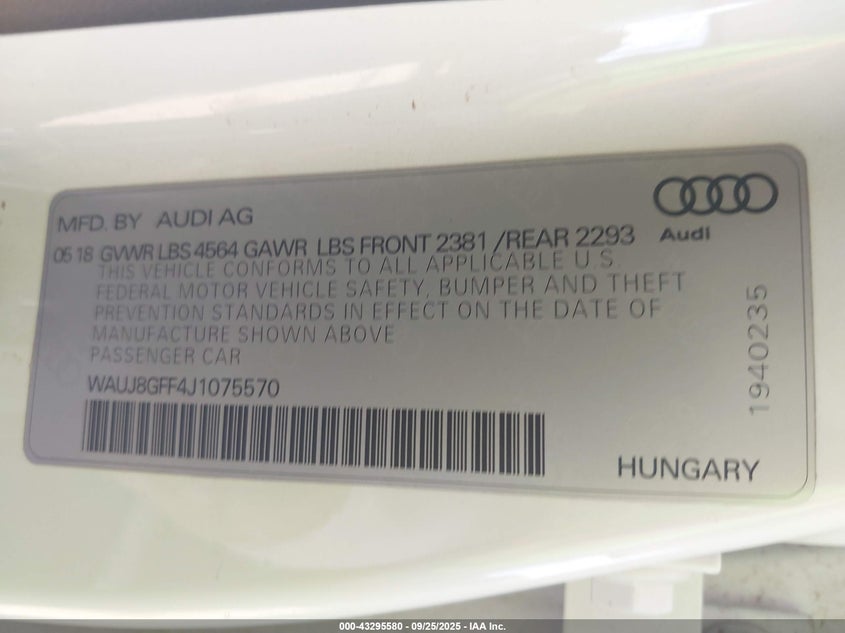 MFD. BY AUDI AG
Audi
05 18 GVWR LBS 4564 GAWR LBS FRONT 2381 /REAR 2293
THIS VEHICLE CONFORMS TO ALL APPLICABLE U.S.
FEDERAL MOTOR VEHICLE SAFETY, BUMPER AND THEFT
PREVENTION STANDARDS IN EFFECT ON THE DATE OF
MANUFACTURE SHOWN ABOVE
PASSENGER CAR
WAUJ8GFF4J1075570
1940235
HUNGARY
000-43295580 - 09/25/2025 - IAA Inc.